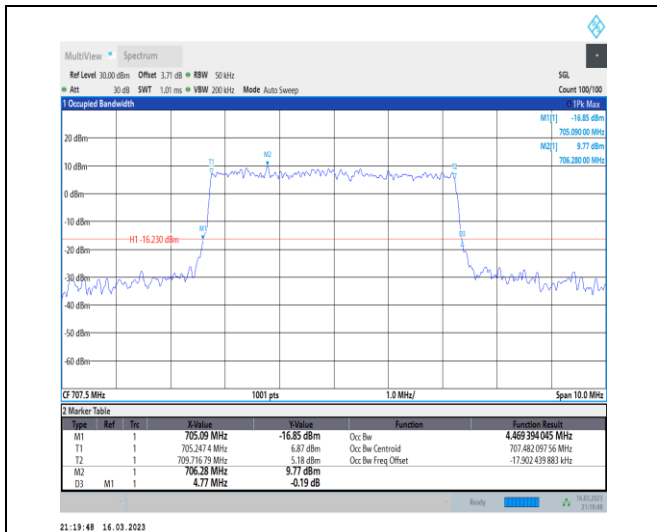 MultiView Spectrum
Ref Level 30.00 dBm Offset 3.71 dB RBW 50 kHz SGL
Att 30 dB SWT 1.01 ms VBW 200 kHz Mode Auto Sweep Count 100/100
1 Occupied Bandwidth 1Pk Max
M1[1] -16.85 dBm
705.090 00 MHz
M2[1] 9.77 dBm
706.280 00 MHz
20 dBm
M2
T1 T2
10 dBm
0 dBm
-10 dBm
M1
D3
H1 -16.230 dBm
-20 dBm
-30 dBm
-40 dBm
-50 dBm
-60 dBm
CF 707.5 MHz 1001 pts 1.0 MHz/ Span 10.0 MHz
2 Marker Table
Type Ref Trc X-Value Y-Value Function Function Result
M1 1 705.09 MHz -16.85 dBm Occ Bw 4.469 394 045 MHz
T1 1 705.247 4 MHz 6.87 dBm Occ Bw Centroid 707.482 097 56 MHz
T2 1 709.716 79 MHz 5.18 dBm Occ Bw Freq Offset -17.902 439 883 kHz
M2 1 706.28 MHz 9.77 dBm
D3 M1 1 4.77 MHz -0.19 dB
Ready 16.03.2023
21:19:48
21:19:48 16.03.2023